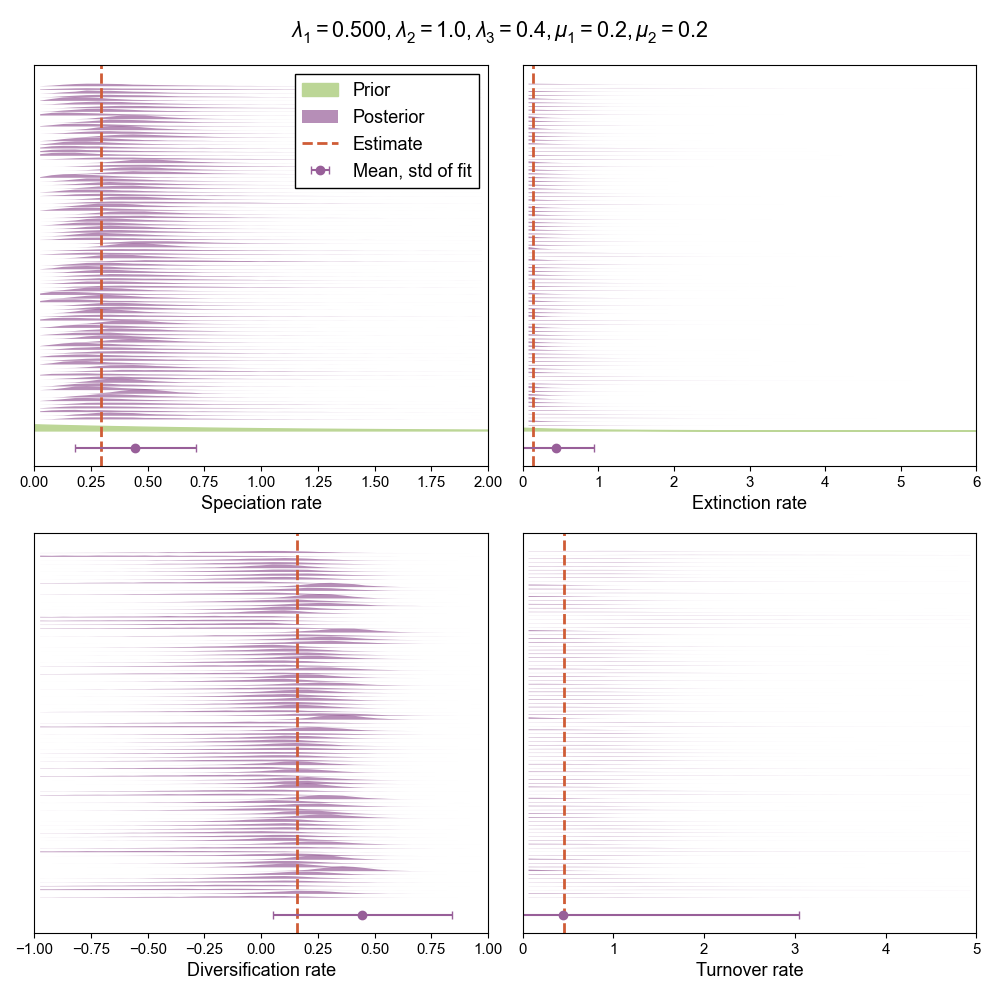 λ₁ = 0.500, λ₂ = 1.0, λ₃ = 0.4, μ₁ = 0.2, μ₂ = 0.2
Prior
Posterior
Estimate
Mean, std of fit
0.00 0.25 0.50 0.75 1.00 1.25 1.50 1.75 2.00
Speciation rate
0 1 2 3 4 5 6
Extinction rate
−1.00 −0.75 −0.50 −0.25 0.00 0.25 0.50 0.75 1.00
Diversification rate
0 1 2 3 4 5
Turnover rate